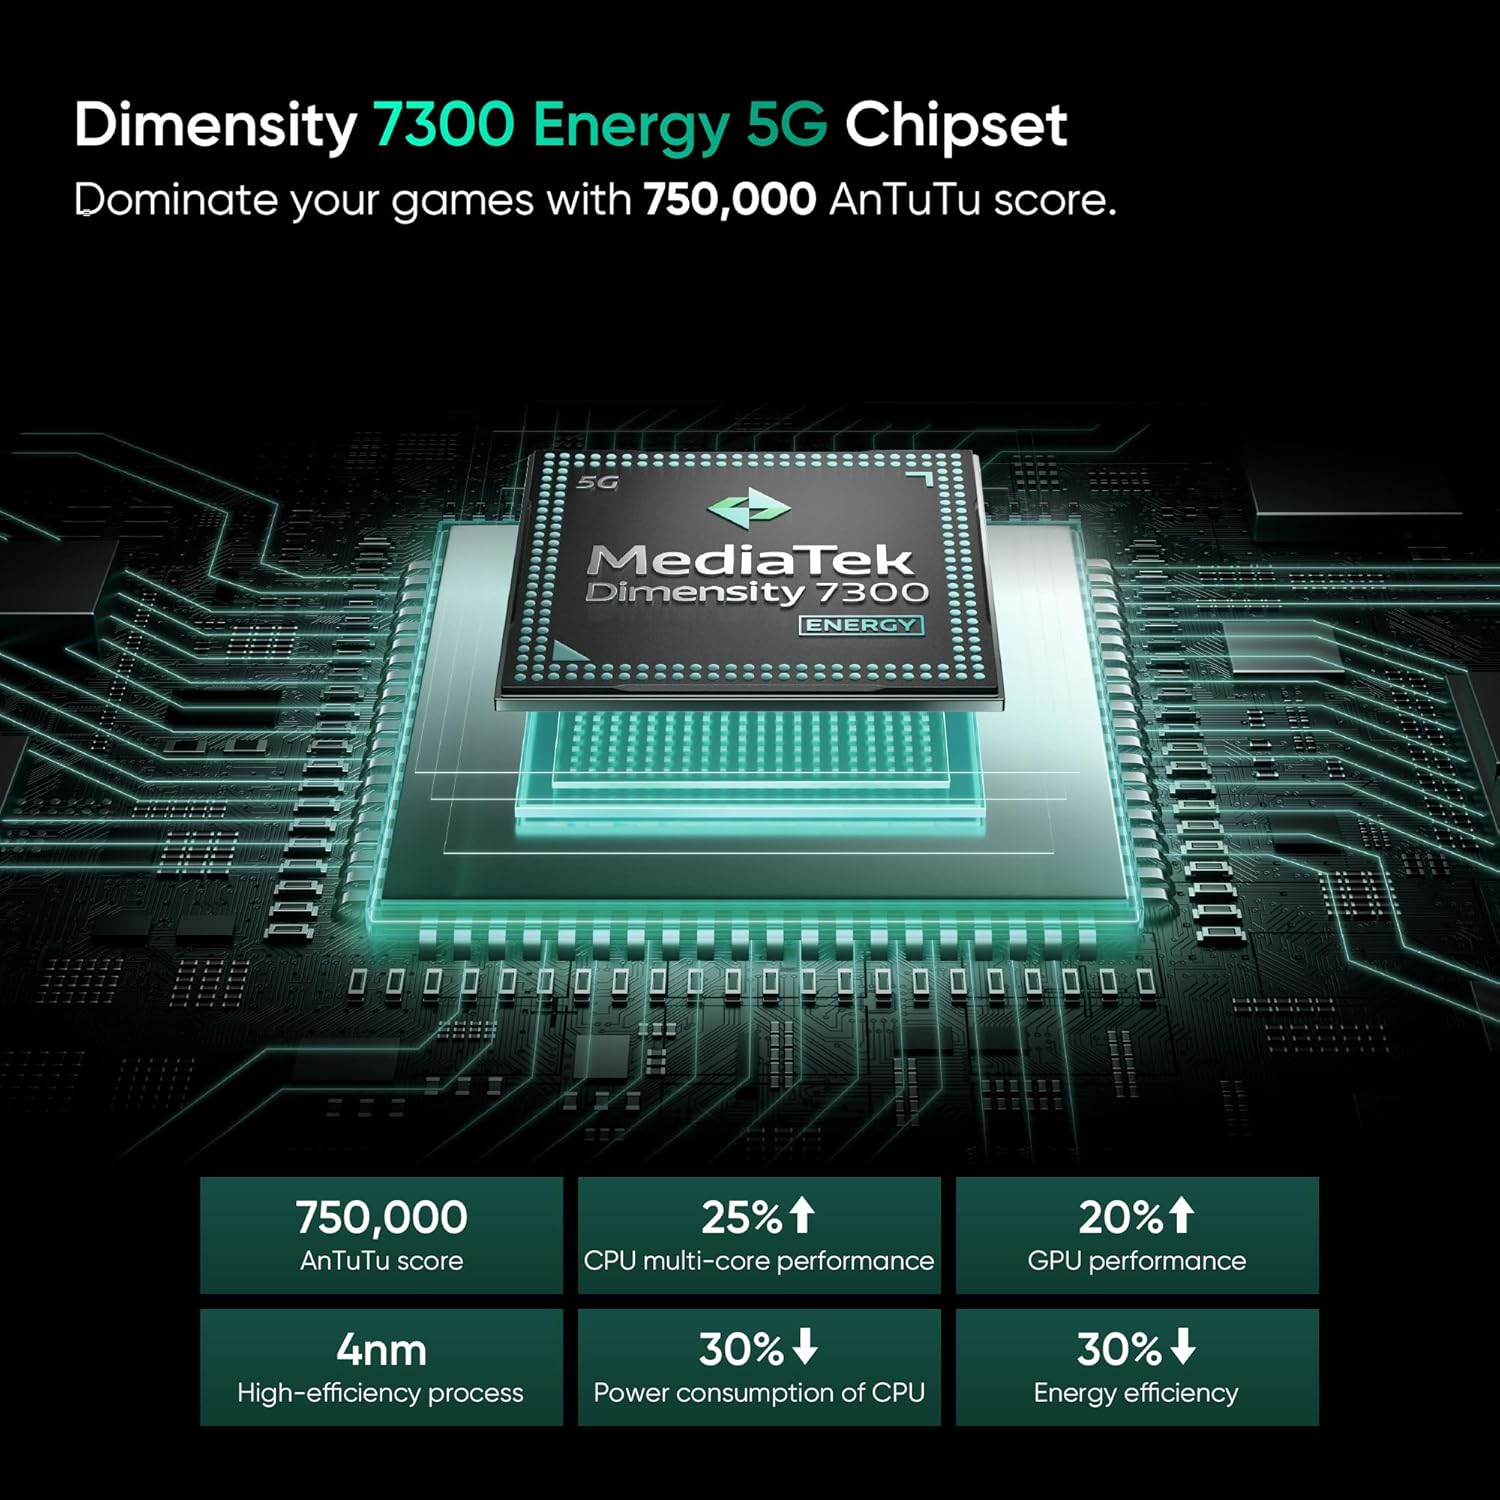 Dimensity 7300 Energy 5G Chipset
Dominate your games with 750,000 AnTuTu score.
5G
MediaTek
Dimensity 7300
ENERGY
750,000
AnTuTu score
25%⬆
CPU multi-core performance
20%⬆
GPU performance
4nm
High-efficiency process
30%⬇
Power consumption of CPU
30%⬇
Energy efficiency